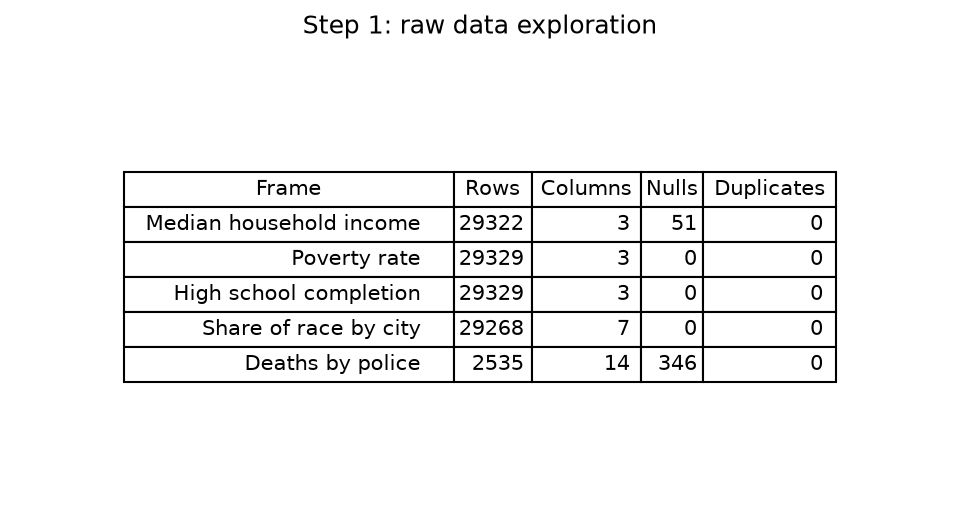 Step 1: raw data exploration
Frame Rows Columns Nulls Duplicates
Median household income 29322 3 51 0
Poverty rate 29329 3 0 0
High school completion 29329 3 0 0
Share of race by city 29268 7 0 0
Deaths by police 2535 14 346 0